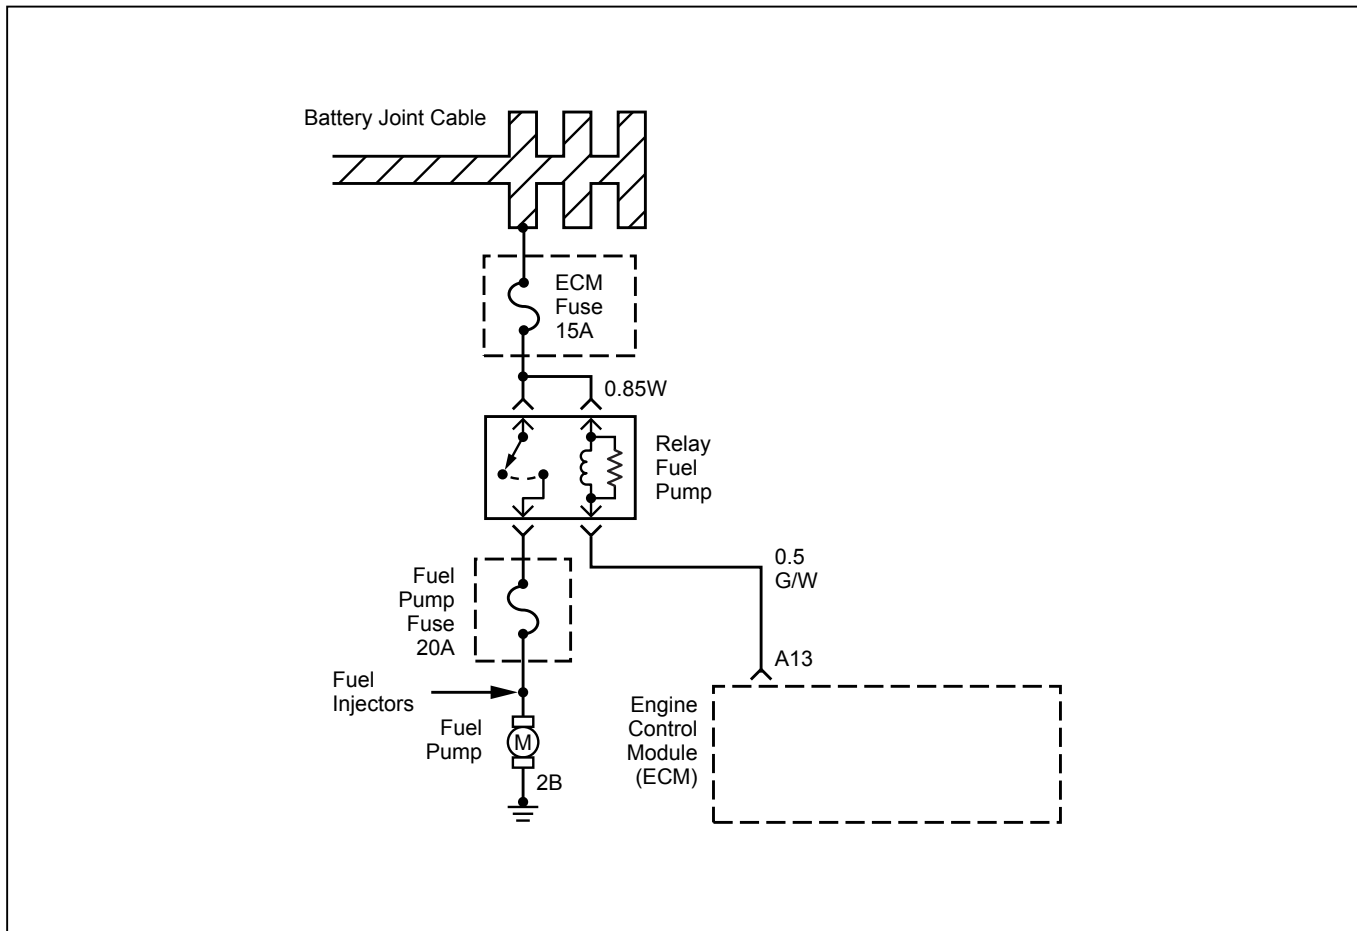 Battery Joint Cable
ECM
Fuse
15A
0.85W
Relay
Fuel
Pump
0.5
G/W
Fuel
Pump
Fuse
20A
A13
Fuel
Injectors
Engine
Control
Module
(ECM)
Fuel
Pump
M
2B